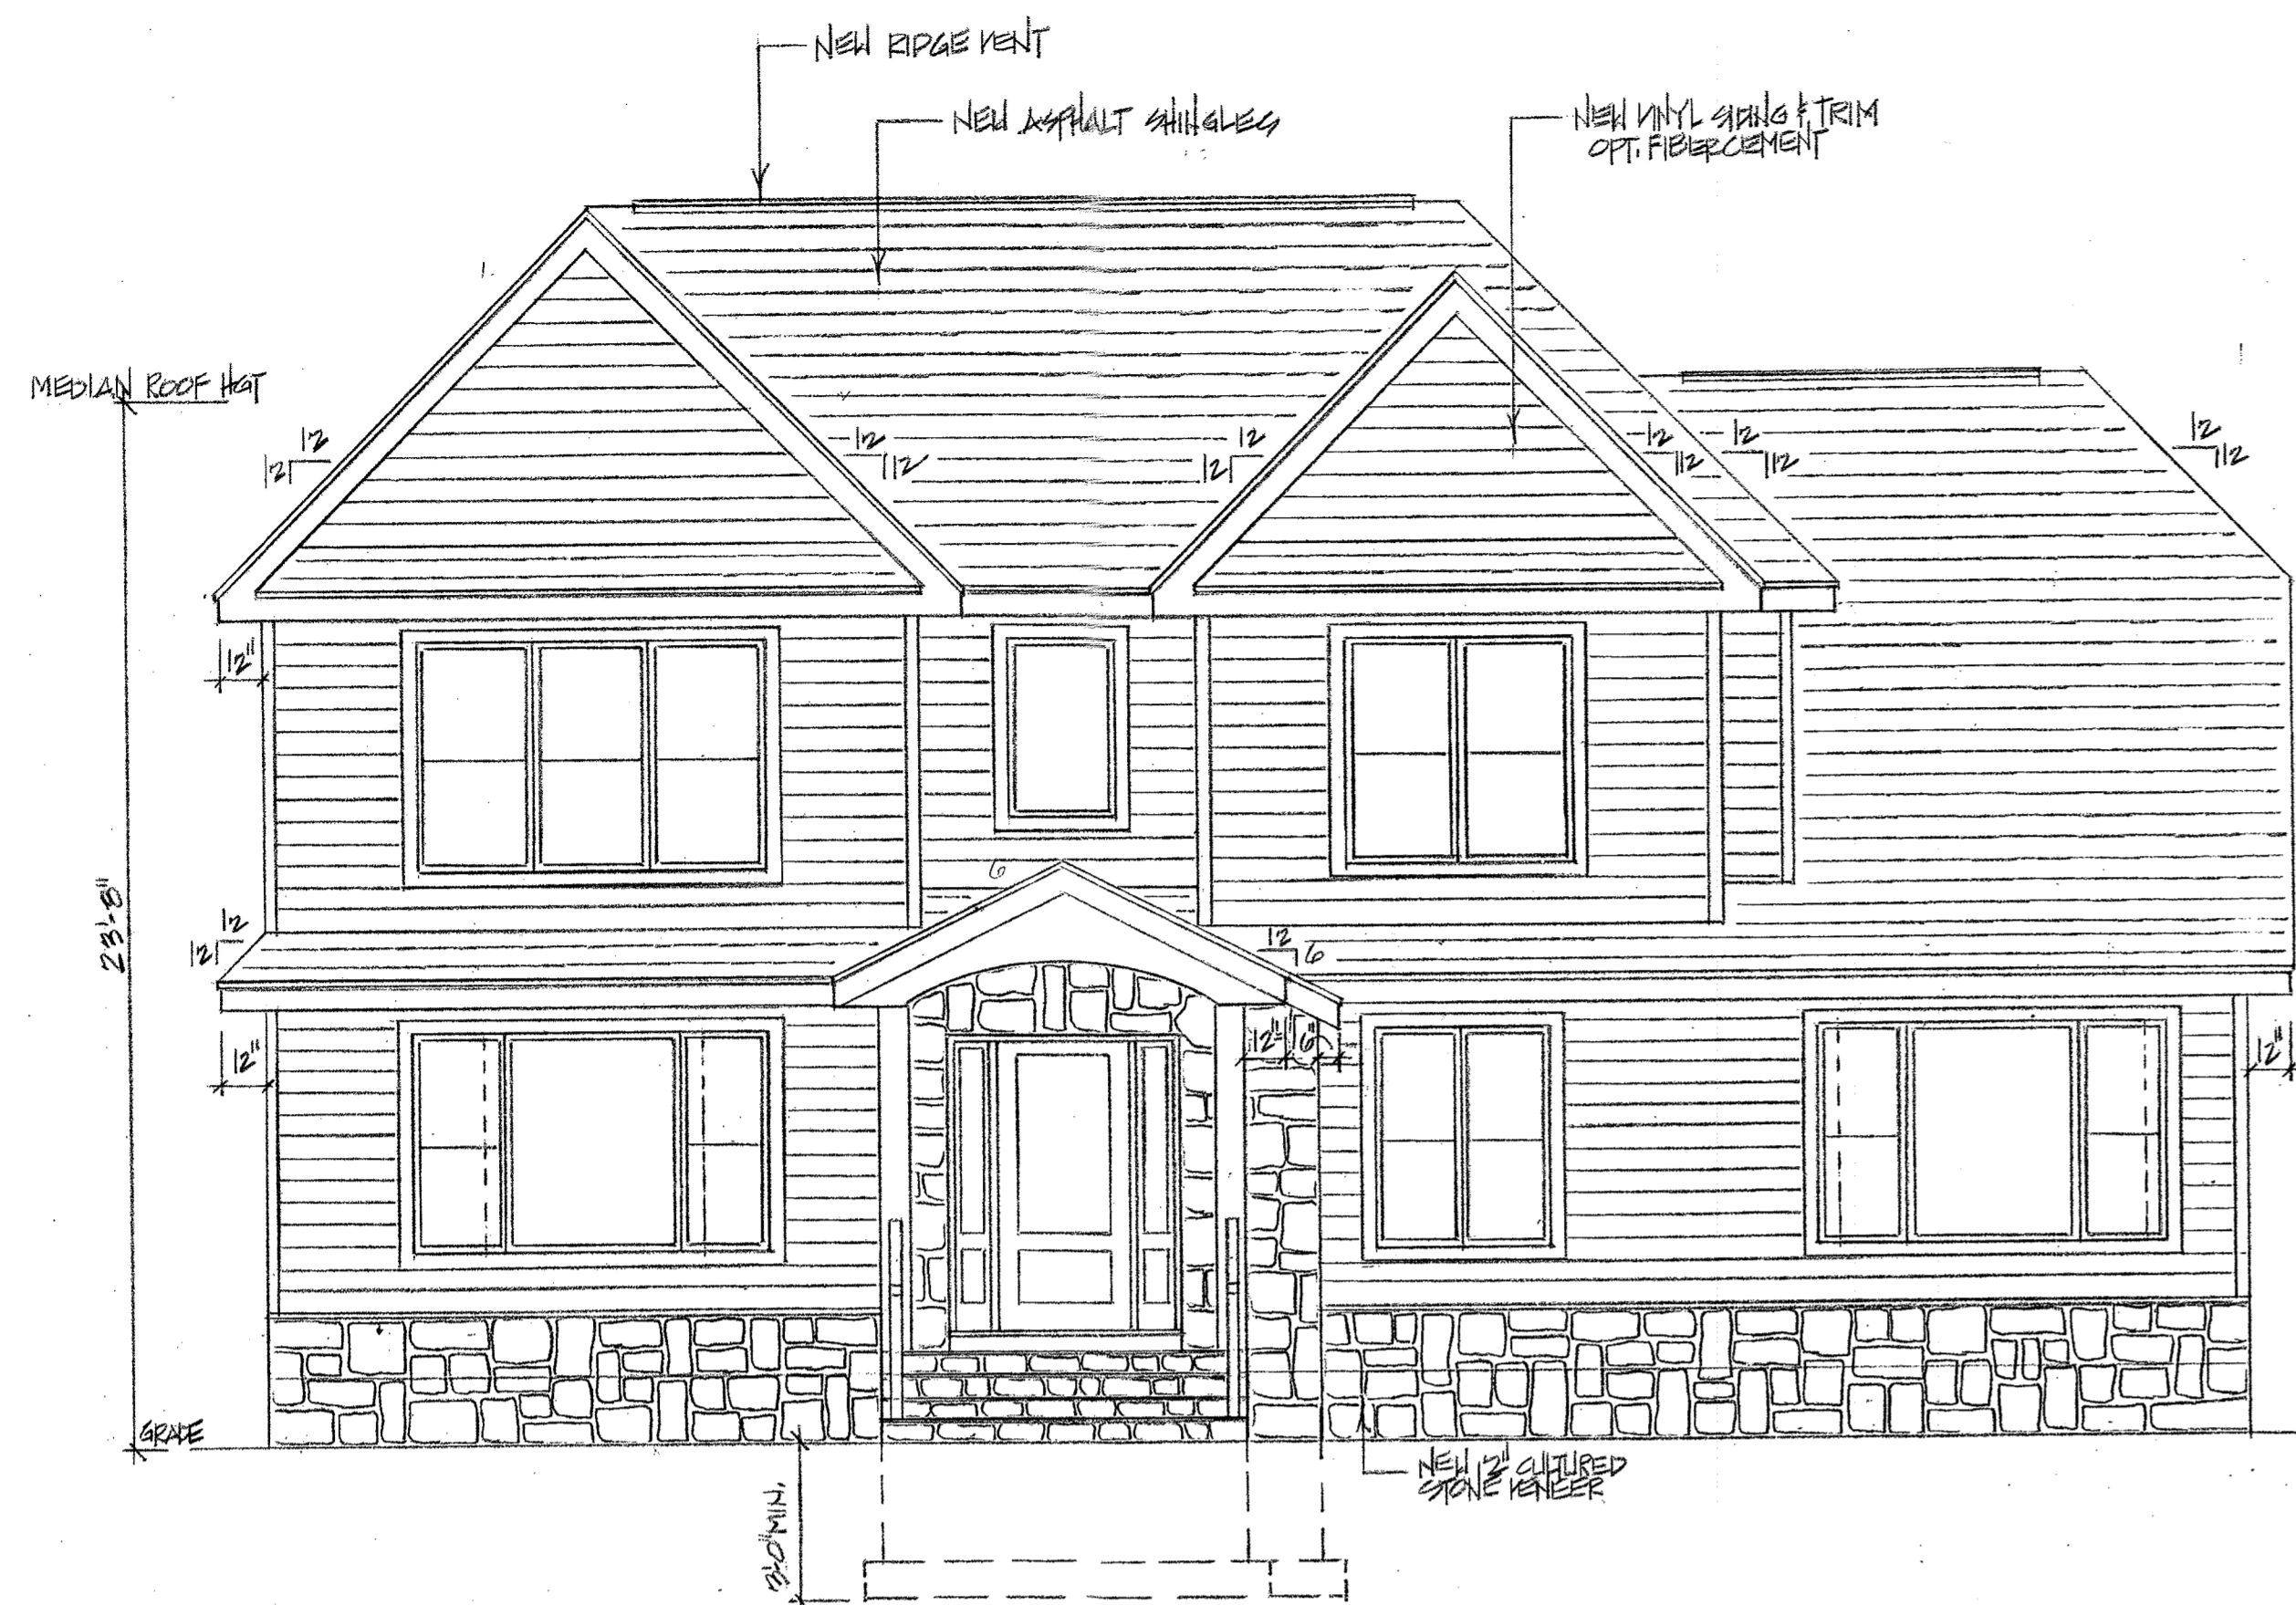 NEW RIDGE VENT
NEW ASPHALT SHINGLES
NEW VINYL SIDING & TRIM
OPT. FIBERCEMENT
MEDIAN ROOF HGT
12
12
12
12
12
12
12
12
12
12
12
12
12"
6
23'-8"
12
12
12
6
12"
12"
6"
12"
GRADE
NEW 2" CULTURED
STONE VENEER
3'-0" MIN.